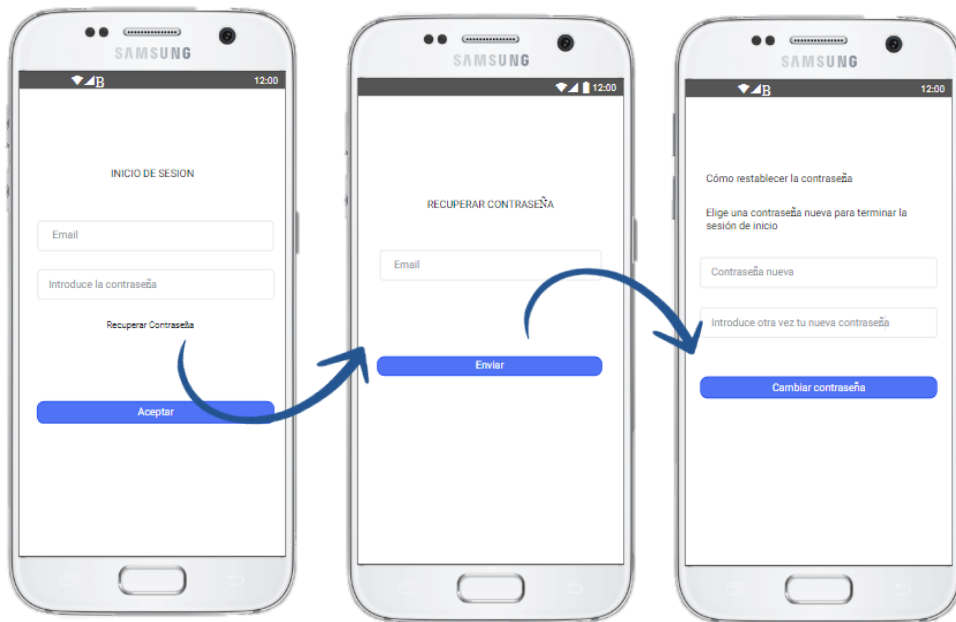 SAMSUNG
B
12:00
INICIO DE SESION
Email
Introduce la contraseña
Recuperar Contraseña
Aceptar
SAMSUNG
12:00
RECUPERAR CONTRASEÑA
Email
Enviar
SAMSUNG
B
12:00
Cómo restablecer la contraseña
Elige una contraseña nueva para terminar la
sesión de inicio
Contraseña nueva
Introduce otra vez tu nueva contraseña
Cambiar contraseña